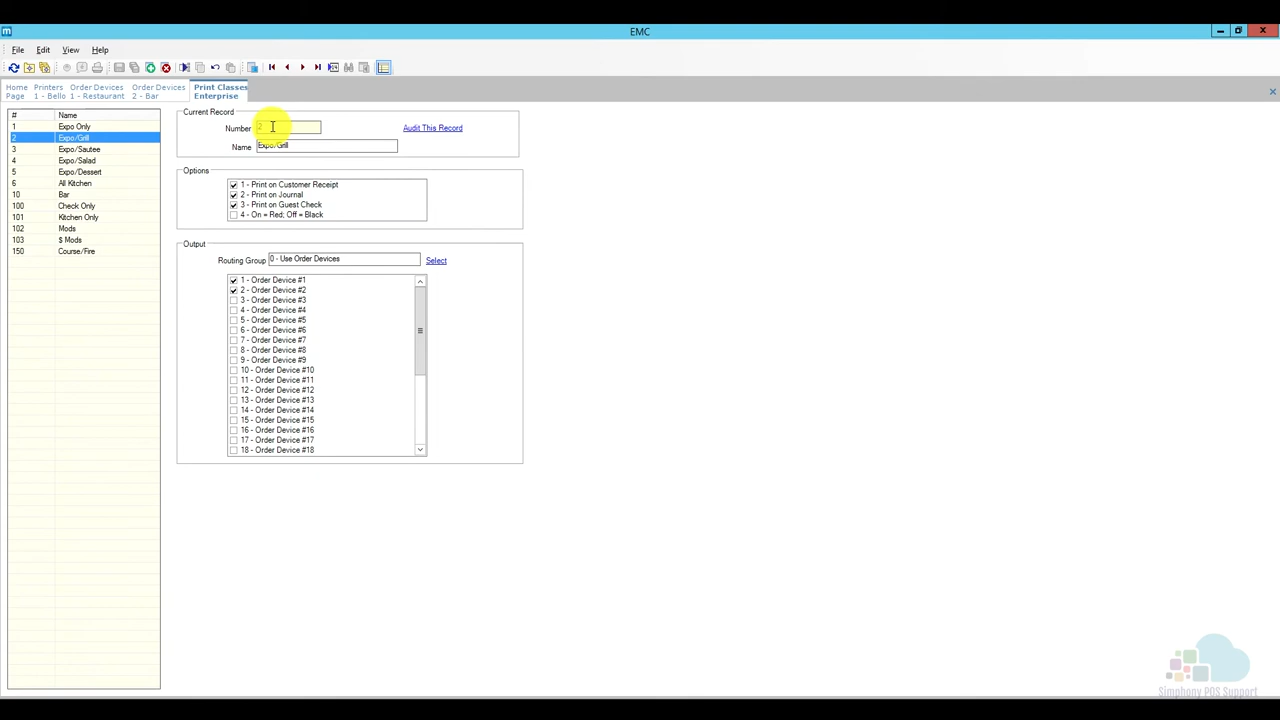 EMC
File Edit View Help
Home Page
Printers 1 - Bello
Order Devices 1 - Restaurant
Order Devices 2 - Bar
Print Classes Enterprise
# Name
1 Expo Only
2 Expo/Grill
3 Expo/Sautee
4 Expo/Salad
5 Expo/Dessert
6 All Kitchen
10 Bar
100 Check Only
101 Kitchen Only
102 Mods
103 $ Mods
150 Course/Fire
Current Record
Number 2
Audit This Record
Name Expo/Grill
Options
1 - Print on Customer Receipt
2 - Print on Journal
3 - Print on Guest Check
4 - On = Red; Off = Black
Output
Routing Group 0 - Use Order Devices Select
1 - Order Device #1
2 - Order Device #2
3 - Order Device #3
4 - Order Device #4
5 - Order Device #5
6 - Order Device #6
7 - Order Device #7
8 - Order Device #8
9 - Order Device #9
10 - Order Device #10
11 - Order Device #11
12 - Order Device #12
13 - Order Device #13
14 - Order Device #14
15 - Order Device #15
16 - Order Device #16
17 - Order Device #17
18 - Order Device #18
Simphony POS Support